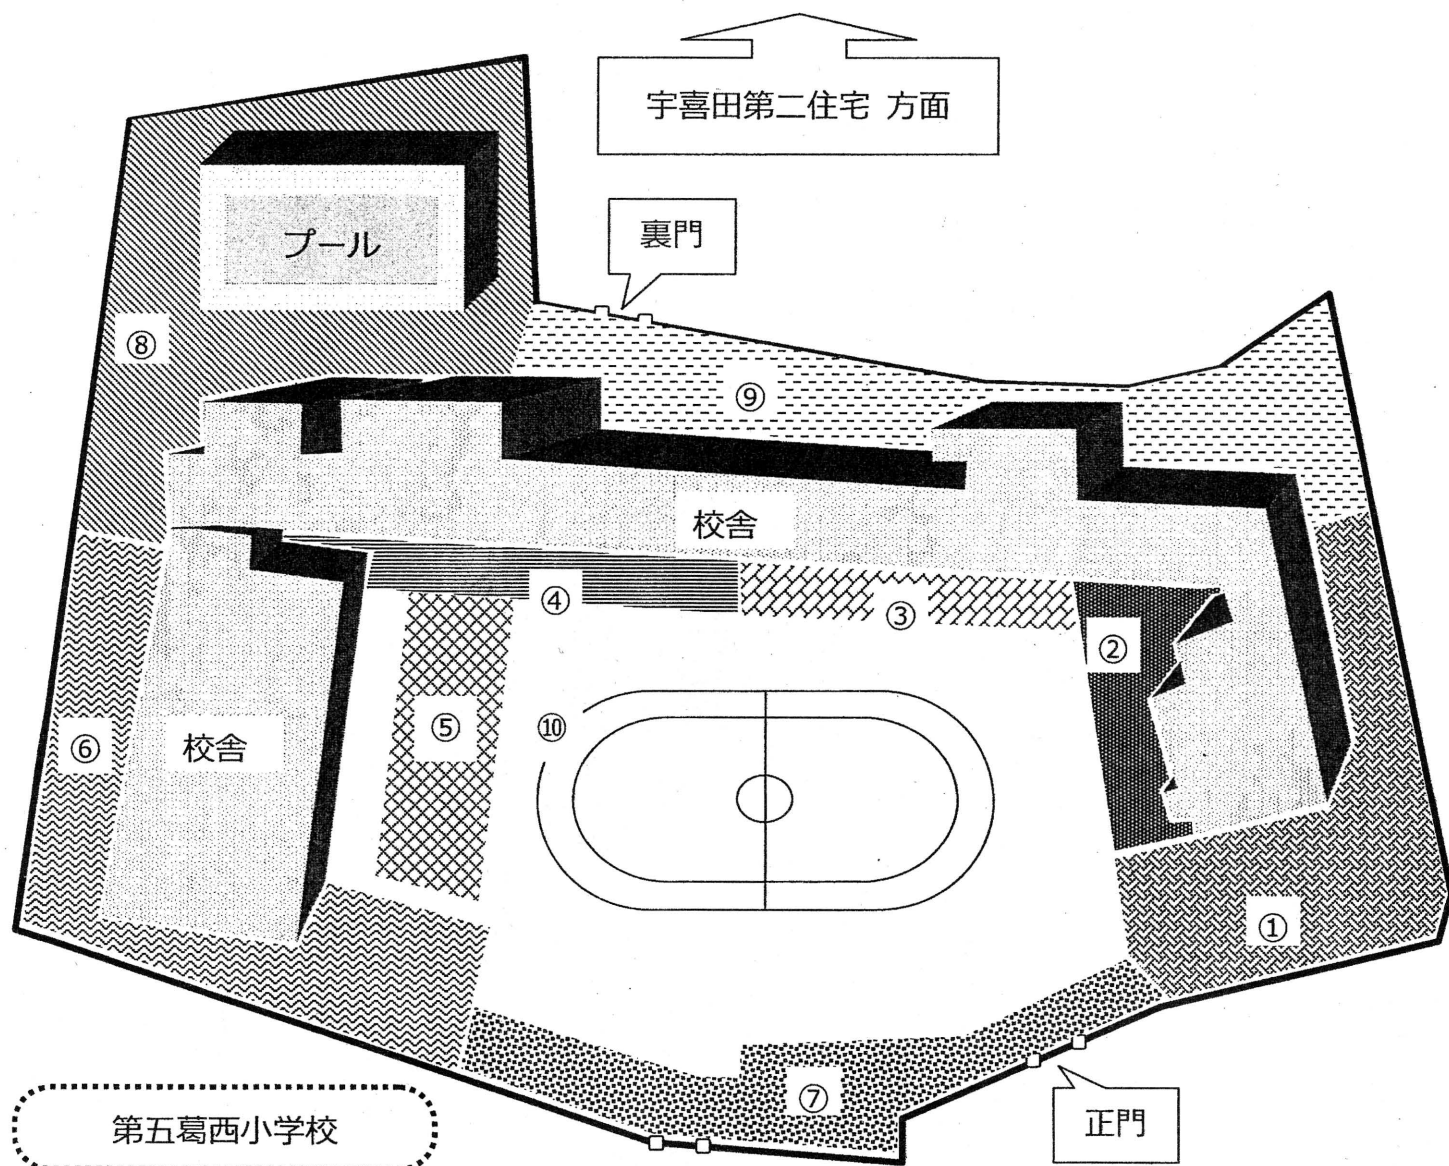 宇喜田第二住宅 方面
裏門
プール
⑧
⑨
校舎
④
③
②
⑤
⑩
⑥
校舎
①
⑦
正門
第五葛西小学校